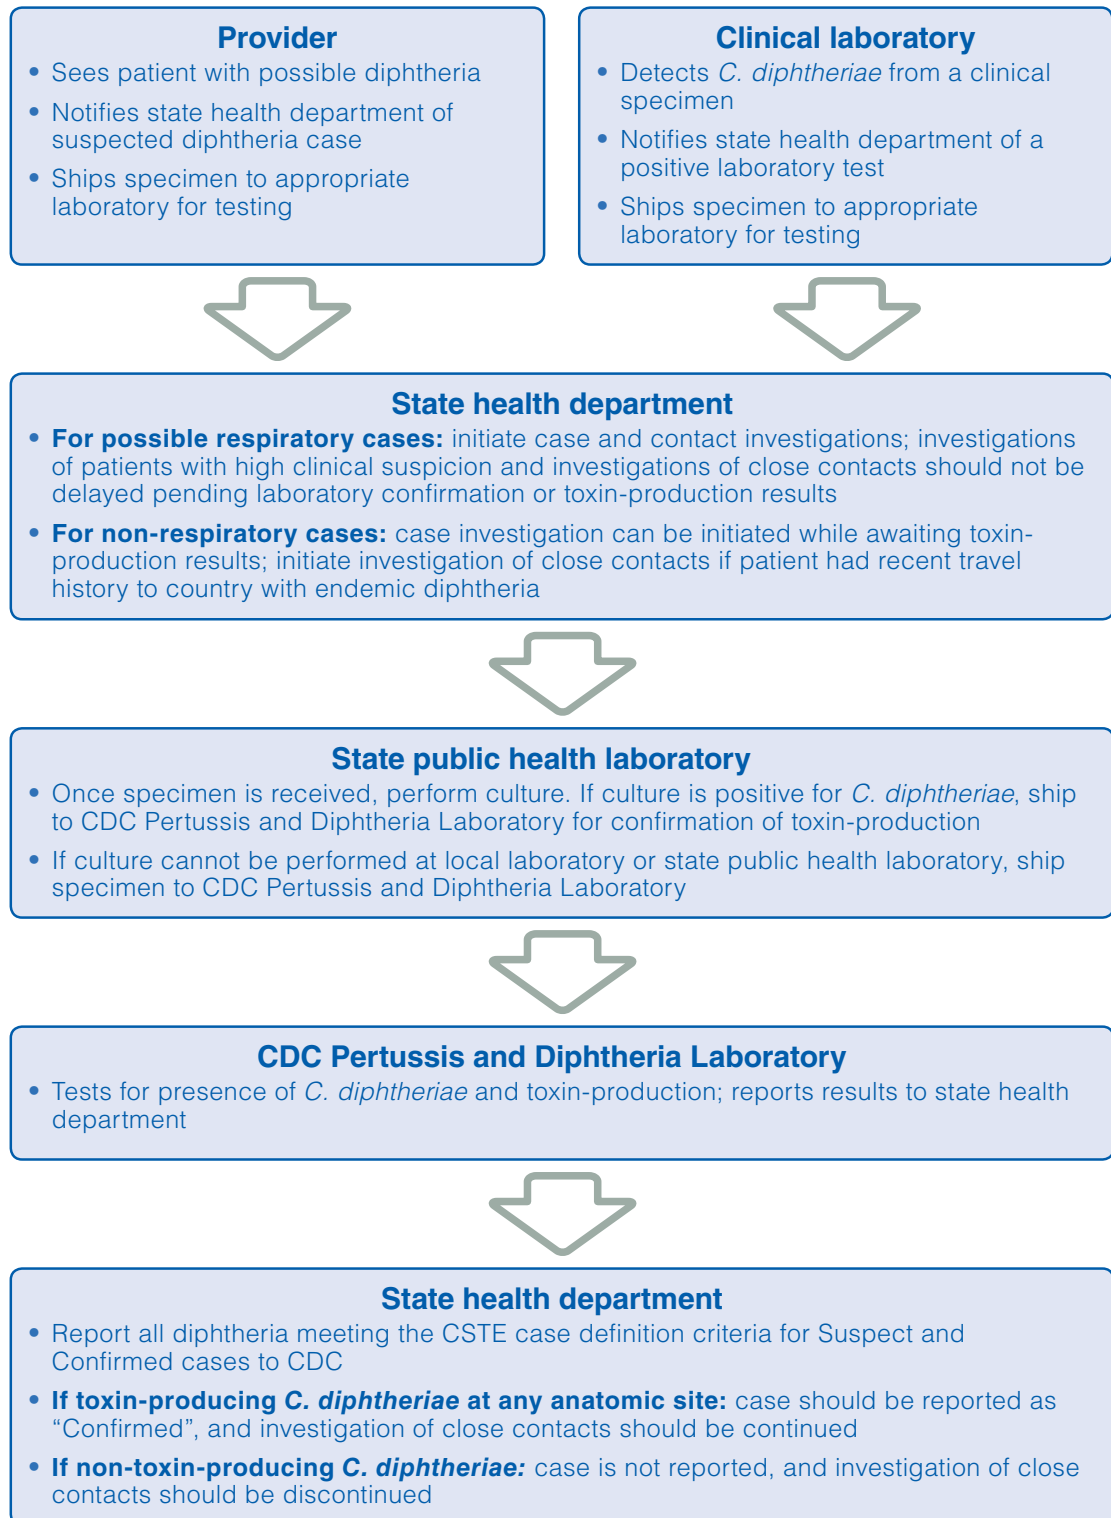 Provider
• Sees patient with possible diphtheria
• Notifies state health department of
suspected diphtheria case
• Ships specimen to appropriate
laboratory for testing
Clinical laboratory
• Detects C. diphtheriae from a clinical
specimen
• Notifies state health department of a
positive laboratory test
• Ships specimen to appropriate
laboratory for testing
State health department
• For possible respiratory cases: initiate case and contact investigations; investigations
of patients with high clinical suspicion and investigations of close contacts should not be
delayed pending laboratory confirmation or toxin-production results
• For non-respiratory cases: case investigation can be initiated while awaiting toxin-
production results; initiate investigation of close contacts if patient had recent travel
history to country with endemic diphtheria
State public health laboratory
• Once specimen is received, perform culture. If culture is positive for C. diphtheriae, ship
to CDC Pertussis and Diphtheria Laboratory for confirmation of toxin-production
• If culture cannot be performed at local laboratory or state public health laboratory, ship
specimen to CDC Pertussis and Diphtheria Laboratory
CDC Pertussis and Diphtheria Laboratory
• Tests for presence of C. diphtheriae and toxin-production; reports results to state health
department
State health department
• Report all diphtheria meeting the CSTE case definition criteria for Suspect and
Confirmed cases to CDC
• If toxin-producing C. diphtheriae at any anatomic site: case should be reported as
“Confirmed”, and investigation of close contacts should be continued
• If non-toxin-producing C. diphtheriae: case is not reported, and investigation of close
contacts should be discontinued